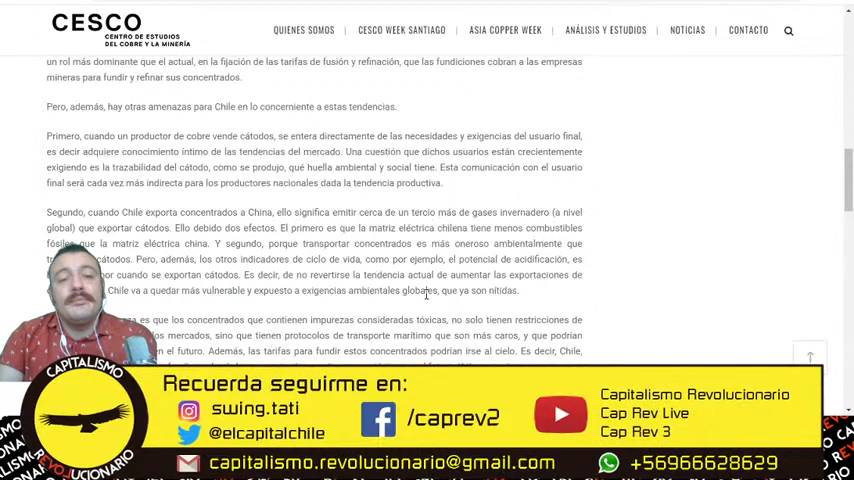 CESCO
CENTRO DE ESTUDIOS
DEL COBRE Y LA MINERÍA
QUIENES SOMOS CESCO WEEK SANTIAGO ASIA COPPER WEEK ANÁLISIS Y ESTUDIOS NOTICIAS CONTACTO
un rol más dominante que el actual, en la fijación de las tarifas de fusión y refinación, que las fundiciones cobran a las empresas
mineras para fundir y refinar sus concentrados.
Pero, además, hay otras amenazas para Chile en lo concerniente a estas tendencias.
Primero, cuando un productor de cobre vende cátodos, se entera directamente de las necesidades y exigencias del usuario final,
es decir adquiere conocimiento íntimo de las tendencias del mercado. Una cuestión que dichos usuarios están crecientemente
exigiendo es la trazabilidad del cátodo, como se produjo, qué huella ambiental y social tiene. Esta comunicación con el usuario
final será cada vez más indirecta para los productores nacionales dada la tendencia productiva.
Segundo, cuando Chile exporta concentrados a China, ello significa emitir cerca de un tercio más de gases invernadero (a nivel
global) que exportar cátodos. Ello debido dos efectos. El primero es que la matriz eléctrica chilena tiene menos combustibles
fósiles que la matriz eléctrica china. Y segundo, porque transportar concentrados es más oneroso ambientalmente que
cátodos. Pero, además, los otros indicadores de ciclo de vida, como por ejemplo, el potencial de acidificación, es
por cuando se exportan cátodos. Es decir, de no revertirse la tendencia actual de aumentar las exportaciones de
Chile va a quedar más vulnerable y expuesto a exigencias ambientales globales, que ya son nítidas.
es que los concentrados que contienen impurezas consideradas tóxicas, no solo tienen restricciones de
mercados, sino que tienen protocolos de transporte marítimo que son más caros, y que podrían
en el futuro. Además, las tarifas para fundir estos concentrados podrían irse al cielo. Es decir, Chile,
CAPITALISMO
REVOLUCIONARIO
Recuerda seguirme en:
swing.tati
@elcapitalchile
/caprev2
Capitalismo Revolucionario
Cap Rev Live
Cap Rev 3
capitalismo.revolucionario@gmail.com
+56966628629